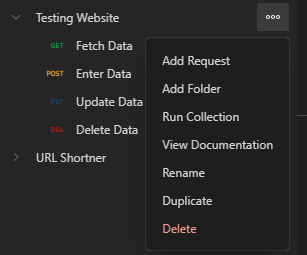 Testing Website
GET Fetch Data
POST Enter Data
PUT Update Data
DEL Delete Data
URL Shortner
Add Request
Add Folder
Run Collection
View Documentation
Rename
Duplicate
Delete